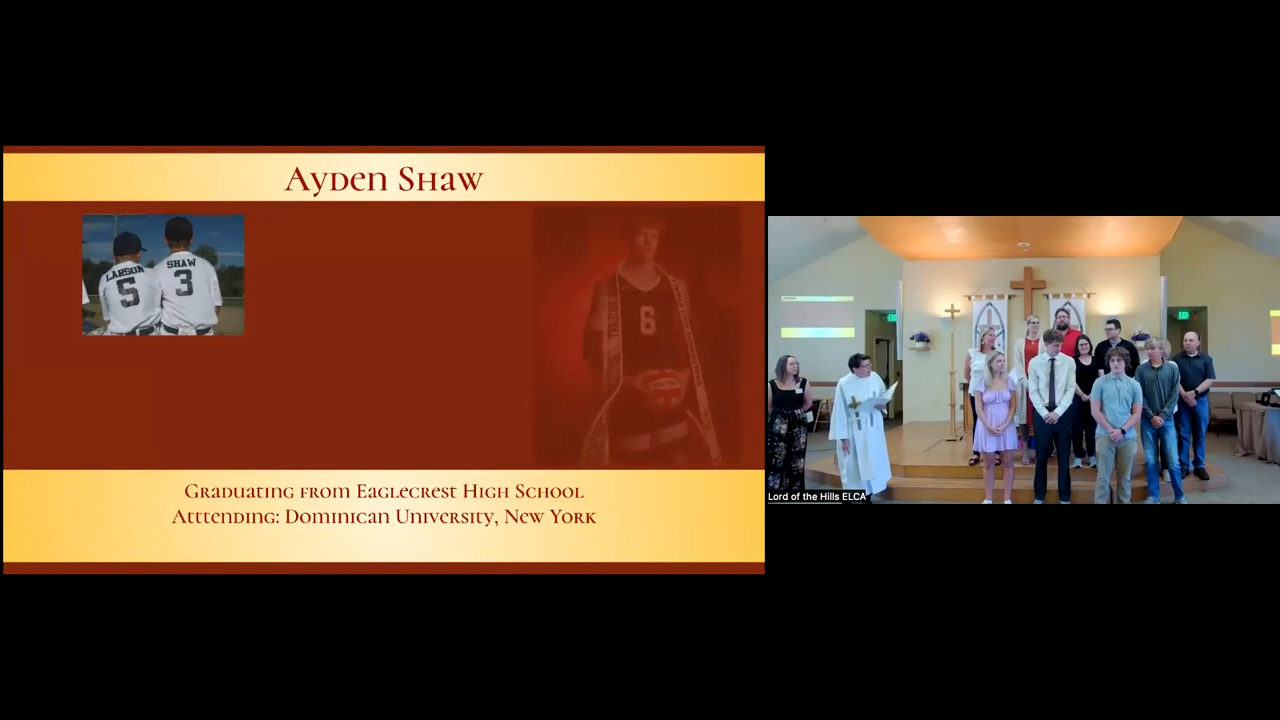 Ayden Shaw
LARSON
5
SHAW
3
6
Graduating from Eaglecrest High School
Atttending: Dominican University, New York
Lord of the Hills ELCA